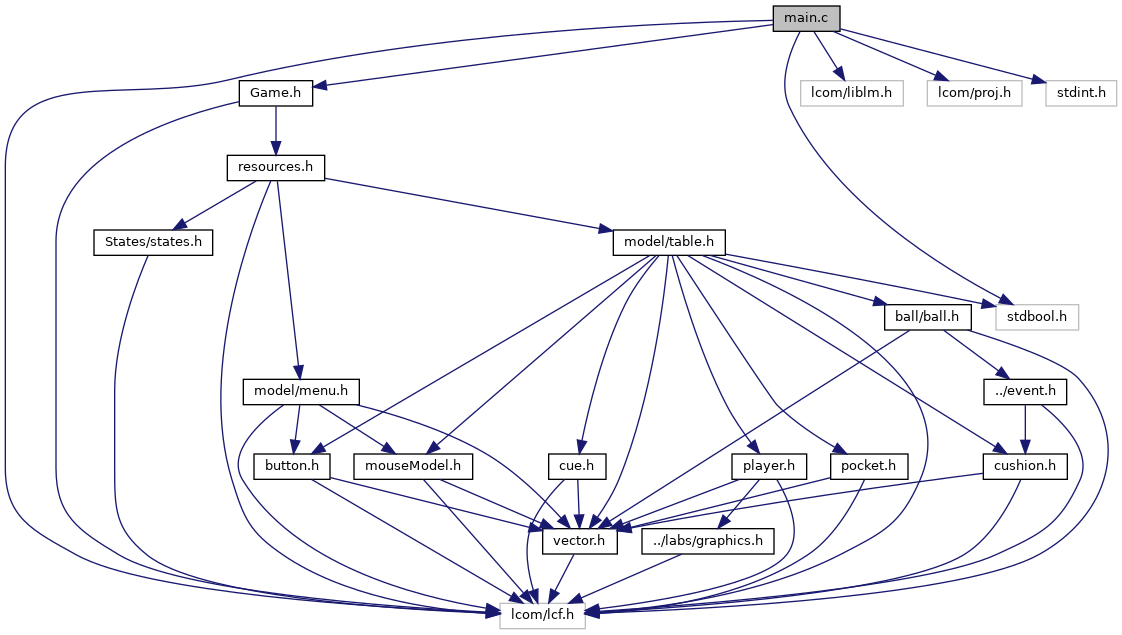 main.c
Game.h
lcom/liblm.h
lcom/proj.h
stdint.h
resources.h
States/states.h
model/table.h
ball/ball.h
stdbool.h
model/menu.h
../event.h
button.h
mouseModel.h
cue.h
player.h
pocket.h
cushion.h
vector.h
../labs/graphics.h
lcom/lcf.h